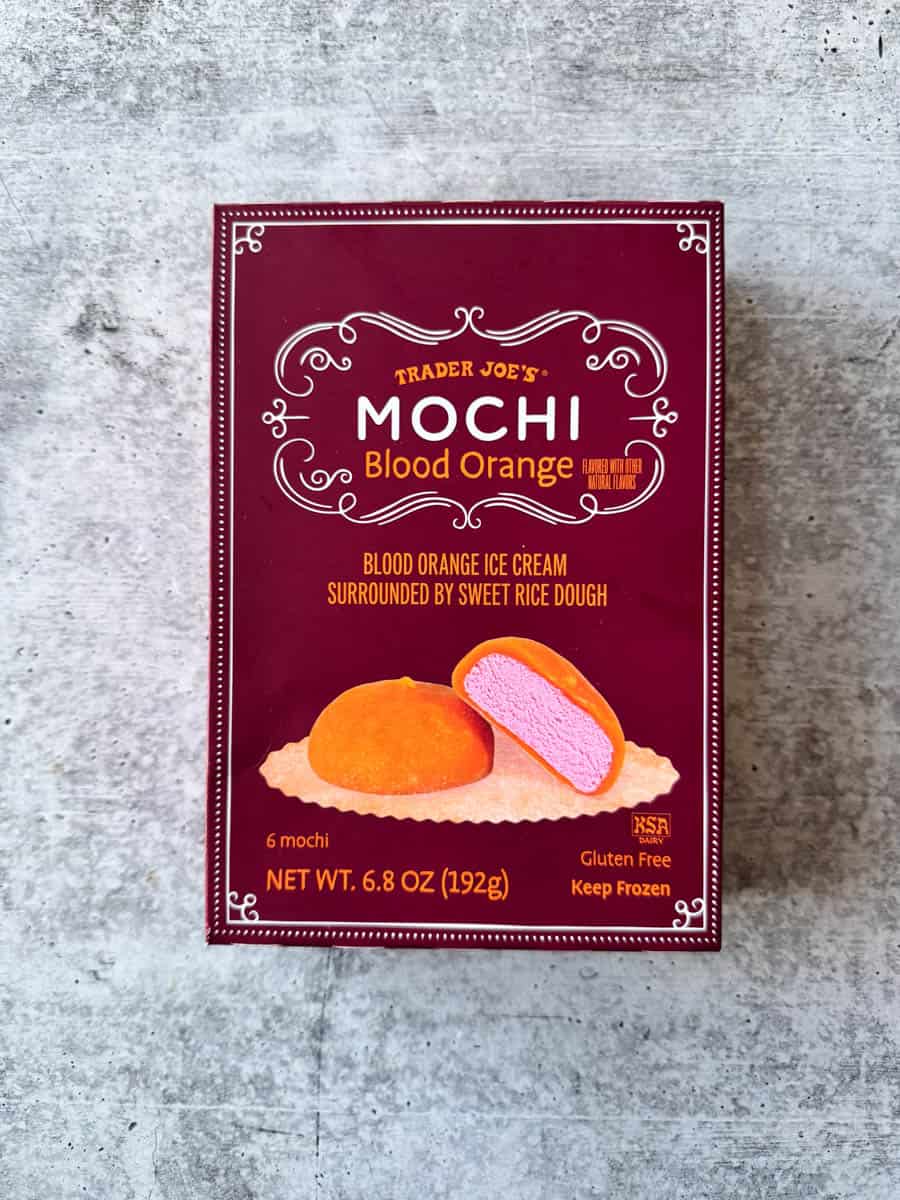 TRADER JOE'S®
MOCHI
Blood Orange
FLAVORED WITH OTHER
NATURAL FLAVORS
BLOOD ORANGE ICE CREAM
SURROUNDED BY SWEET RICE DOUGH
6 mochi
NET WT. 6.8 OZ (192g)
KSA
DAIRY
Gluten Free
Keep Frozen